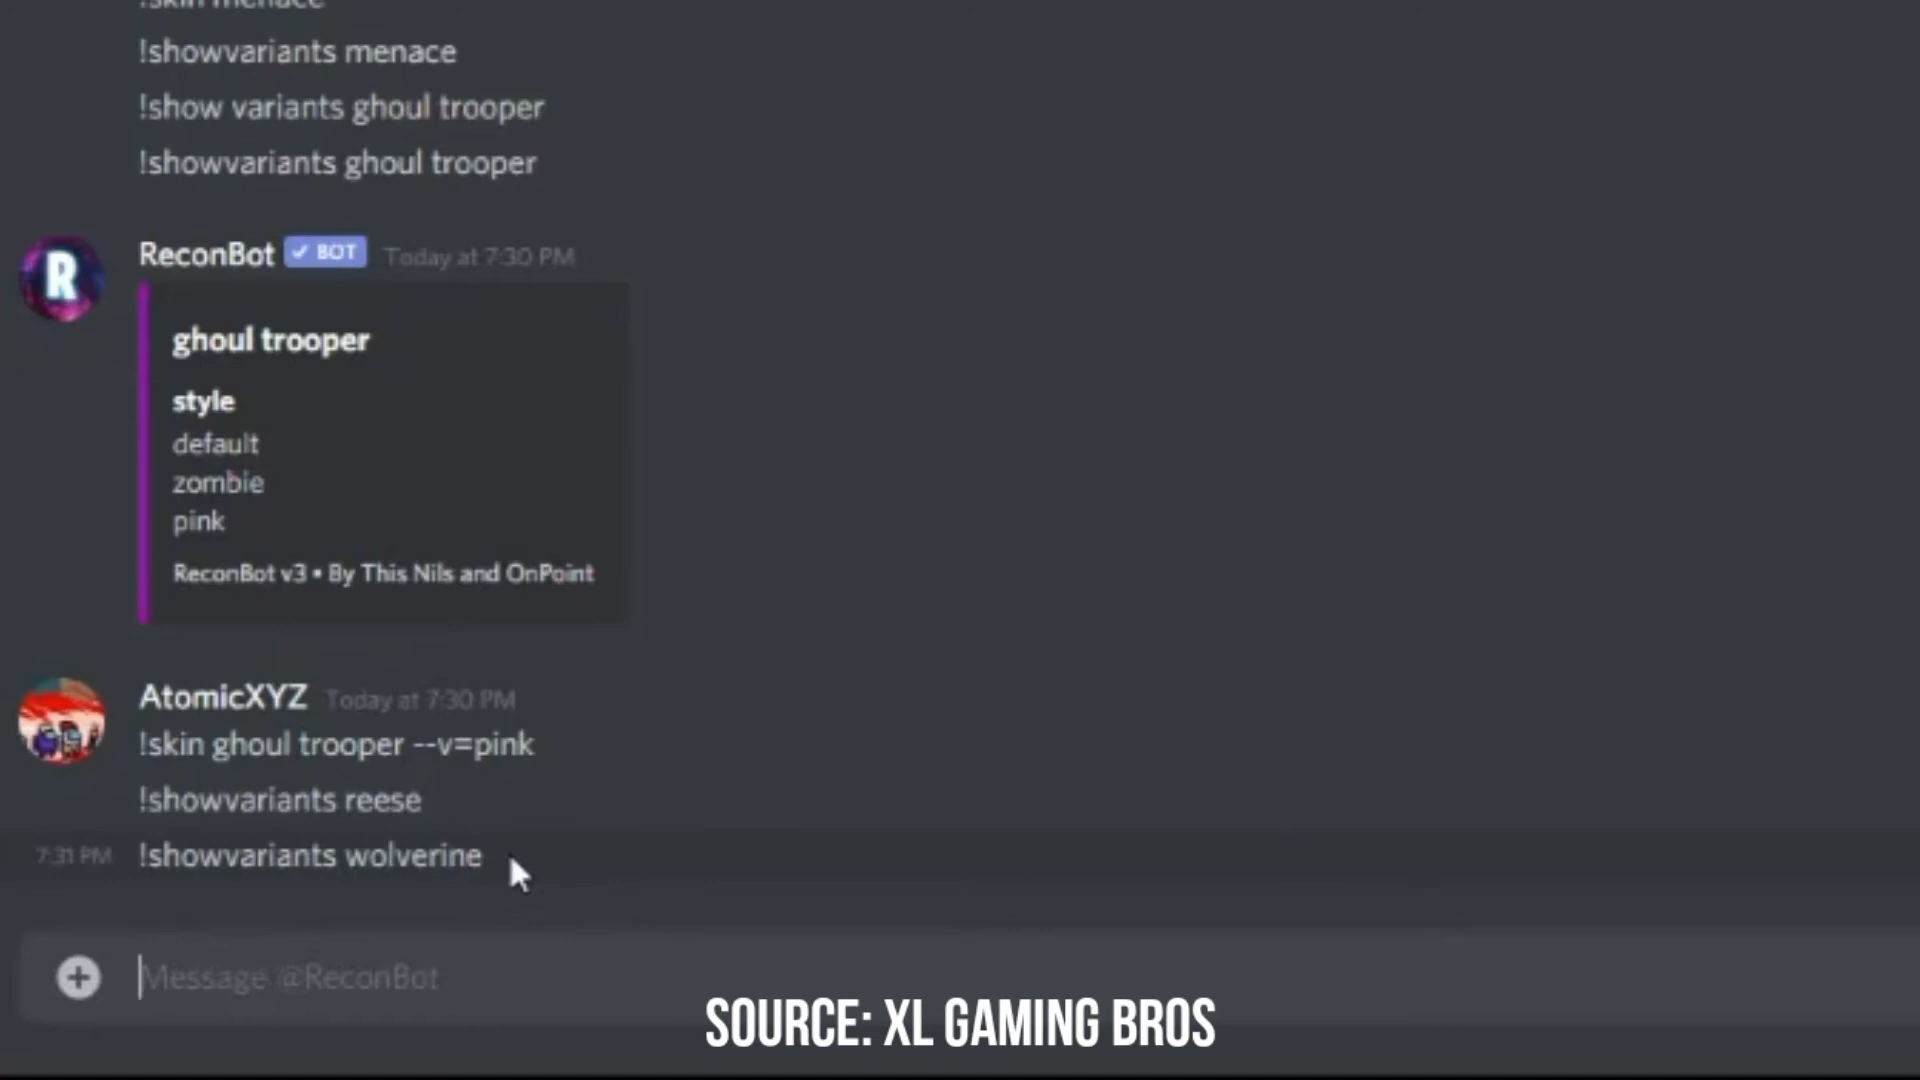 !skin menace
!showvariants menace
!show variants ghoul trooper
!showvariants ghoul trooper
R
ReconBot ✓ BOT Today at 7:30 PM
ghoul trooper
style
default
zombie
pink
ReconBot v3 • By This Nils and OnPoint
AtomicXYZ Today at 7:30 PM
!skin ghoul trooper --v=pink
!showvariants reese
7:31 PM !showvariants wolverine
Message @ReconBot
SOURCE: XL GAMING BROS